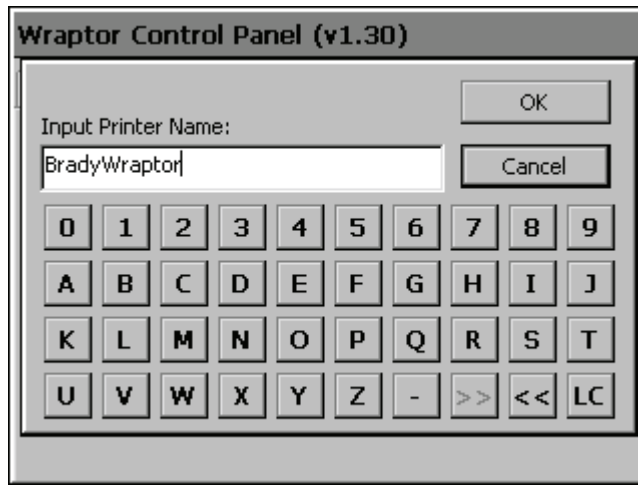 Wraptor Control Panel (v1.30)
OK
Input Printer Name:
BradyWraptor
Cancel
0 1 2 3 4 5 6 7 8 9
A B C D E F G H I J
K L M N O P Q R S T
U V W X Y Z - >> << LC